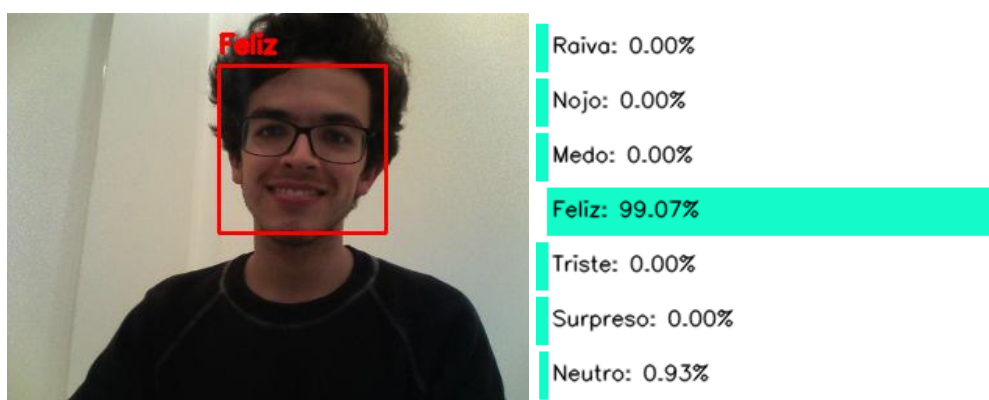 Feliz
Raiva: 0.00%
Nojo: 0.00%
Medo: 0.00%
Feliz: 99.07%
Triste: 0.00%
Surpreso: 0.00%
Neutro: 0.93%